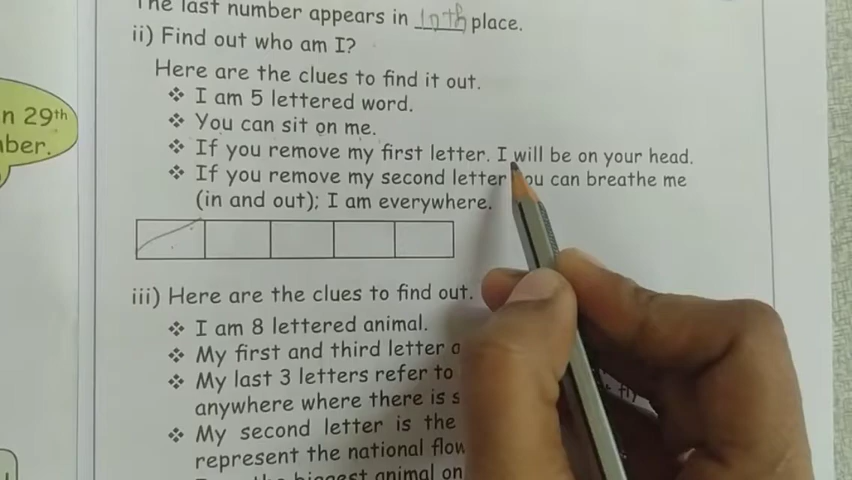 The last number appears in 10th place.
ii) Find out who am I?
Here are the clues to find it out.
❖ I am 5 lettered word.
❖ You can sit on me.
❖ If you remove my first letter. I will be on your head.
❖ If you remove my second letter you can breathe me
(in and out); I am everywhere.
n 29th
ber.
iii) Here are the clues to find out.
❖ I am 8 lettered animal.
❖ My first and third letter a
❖ My last 3 letters refer to
anywhere where there is s
❖ My second letter is the
represent the national flow
the biggest animal on